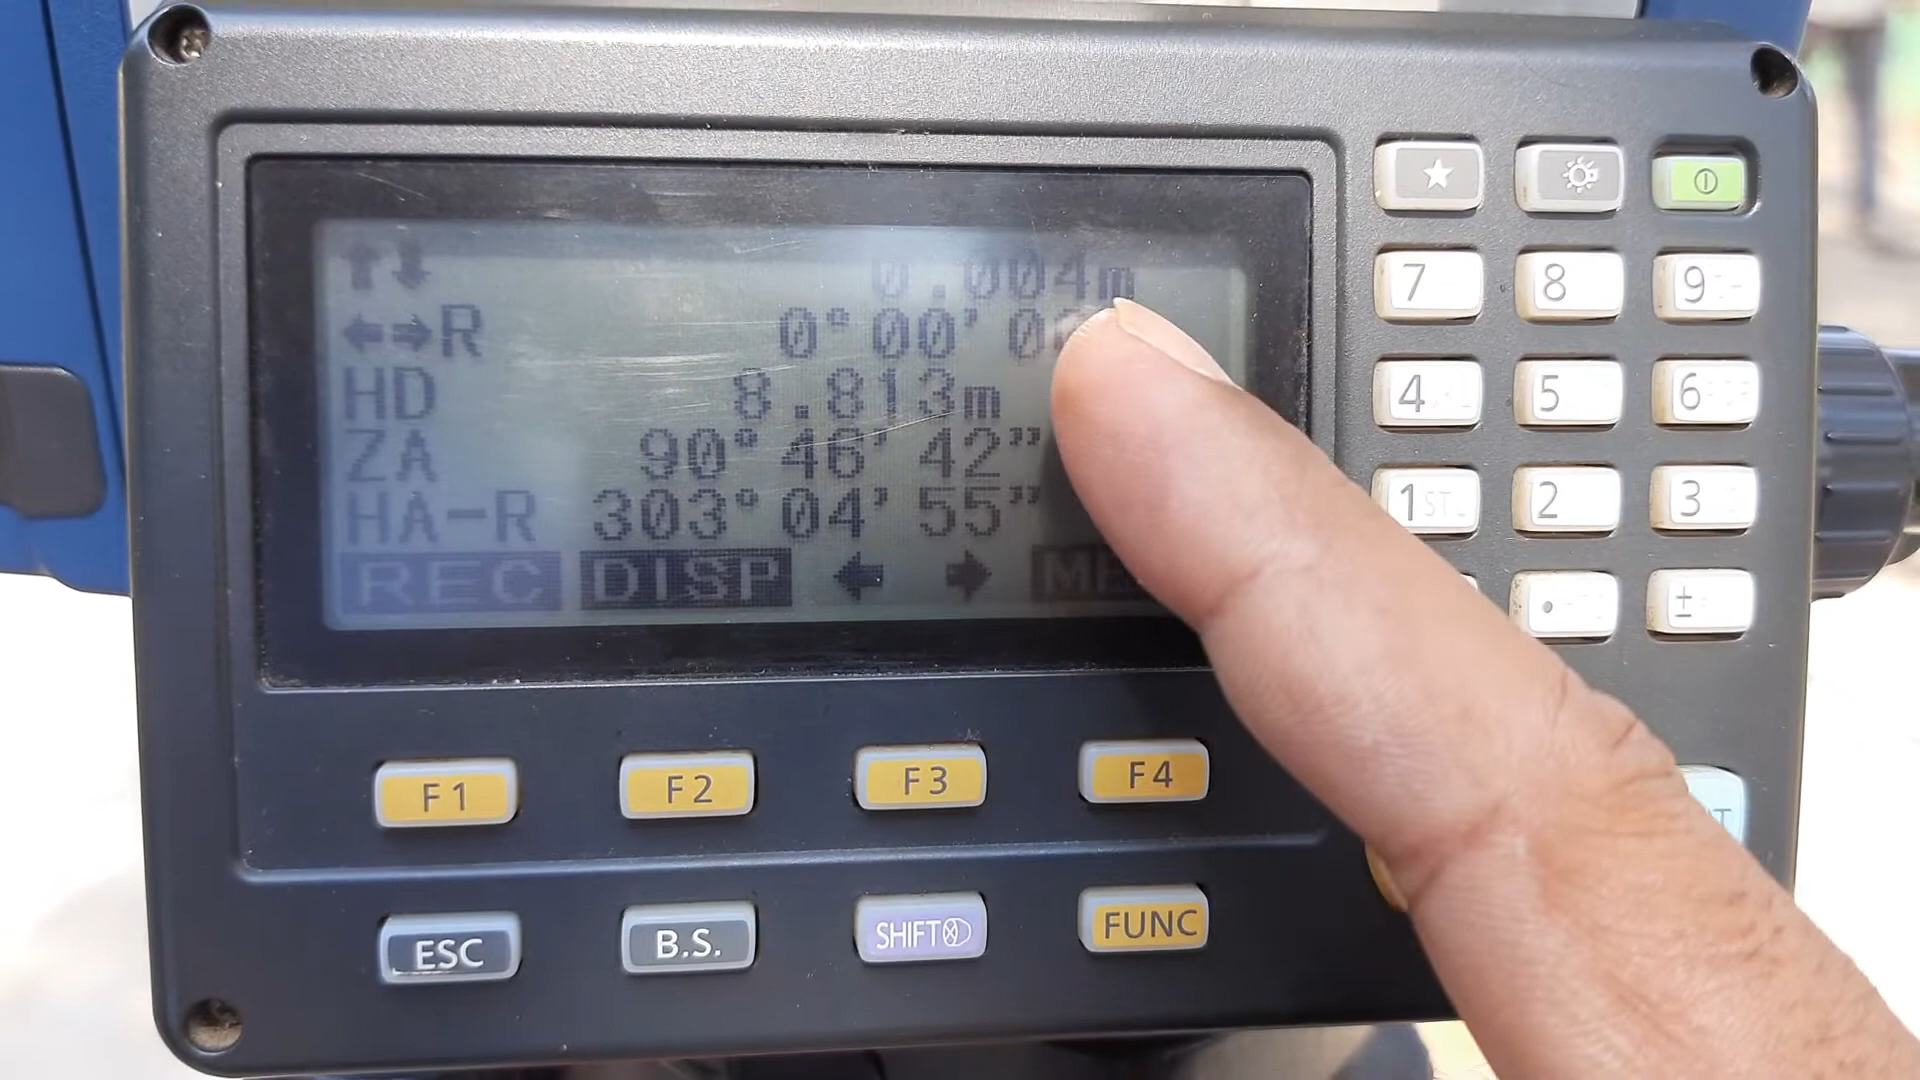 0.004m
R 0°00'0
HD 8.813m
ZA 90°46'42"
HA-R 303°04'55"
REC DISP
F1 F2 F3 F4
ESC B.S. SHIFT FUNC
7 8 9
4 5 6
1 2 3
. ±